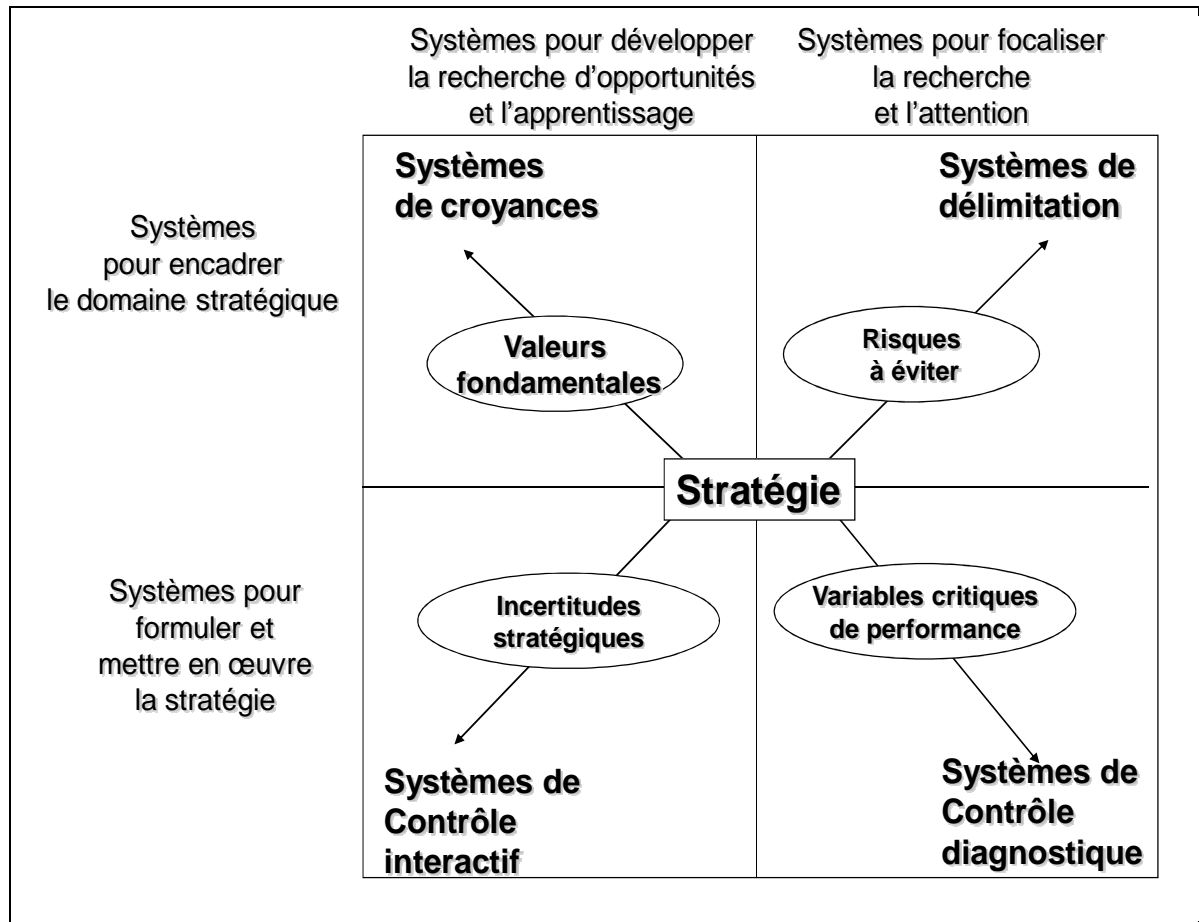 Systèmes pour développer
la recherche d'opportunités
et l'apprentissage
Systèmes pour focaliser
la recherche
et l'attention
Systèmes
pour encadrer
le domaine stratégique
Systèmes
de croyances
Systèmes de
délimitation
Valeurs
fondamentales
Risques
à éviter
Stratégie
Systèmes pour
formuler et
mettre en œuvre
la stratégie
Incertitudes
stratégiques
Variables critiques
de performance
Systèmes de
Contrôle
interactif
Systèmes de
Contrôle
diagnostique